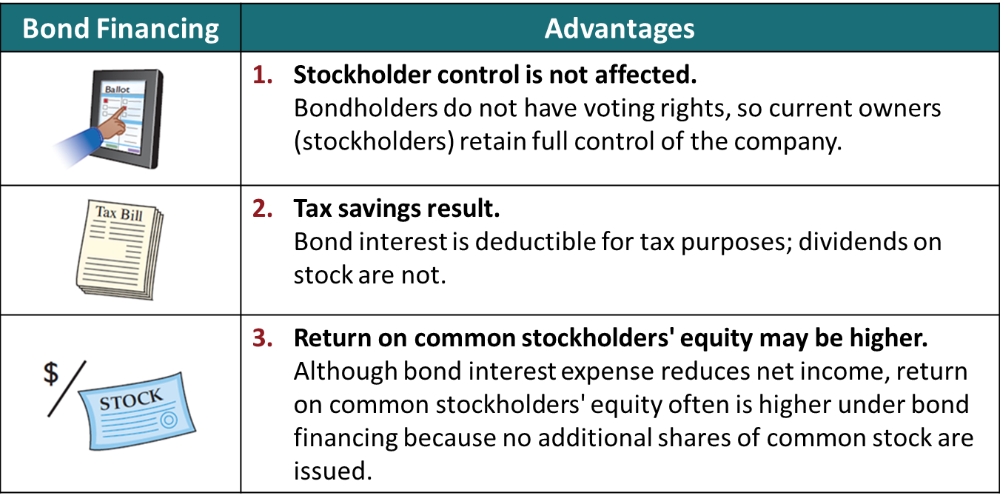 Bond Financing
Advantages
Ballot
1. Stockholder control is not affected.
Bondholders do not have voting rights, so current owners
(stockholders) retain full control of the company.
Tax Bill
2. Tax savings result.
Bond interest is deductible for tax purposes; dividends on
stock are not.
$/
STOCK
3. Return on common stockholders' equity may be higher.
Although bond interest expense reduces net income, return
on common stockholders' equity often is higher under bond
financing because no additional shares of common stock are
issued.